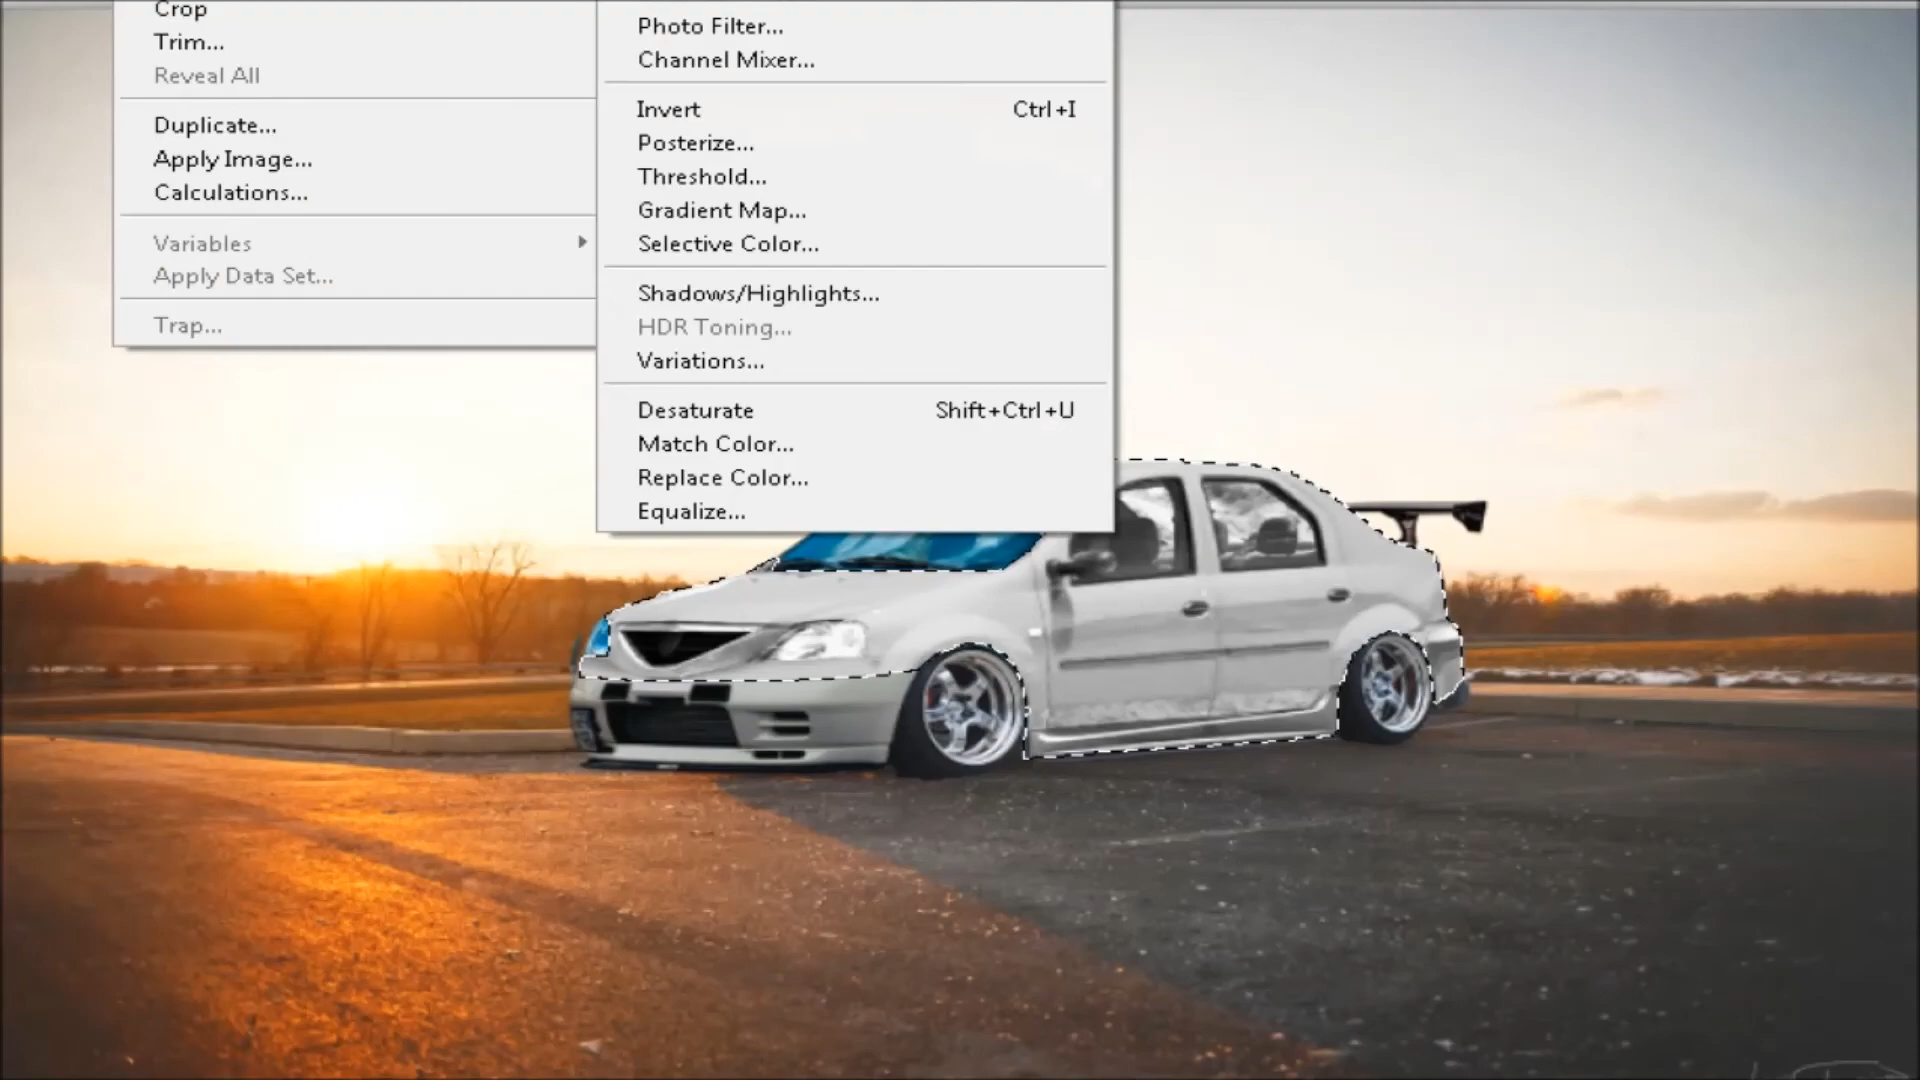 Crop
Trim...
Reveal All
Duplicate...
Apply Image...
Calculations...
Variables
Apply Data Set...
Trap...
Photo Filter...
Channel Mixer...
Invert Ctrl+I
Posterize...
Threshold...
Gradient Map...
Selective Color...
Shadows/Highlights...
HDR Toning...
Variations...
Desaturate Shift+Ctrl+U
Match Color...
Replace Color...
Equalize...